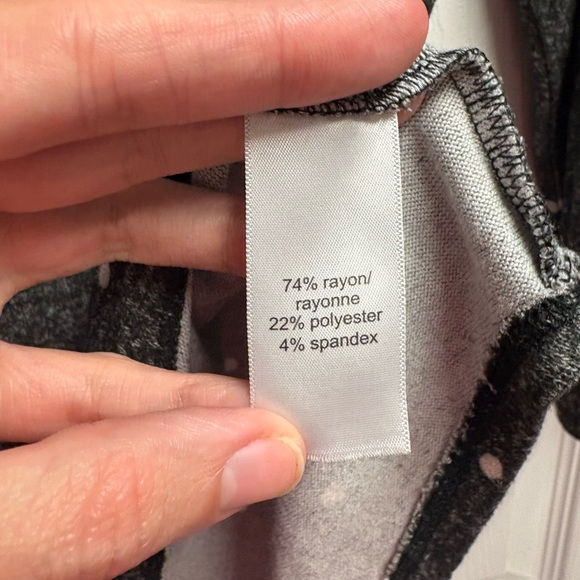 74% rayon/
rayonne
22% polyester
4% spandex